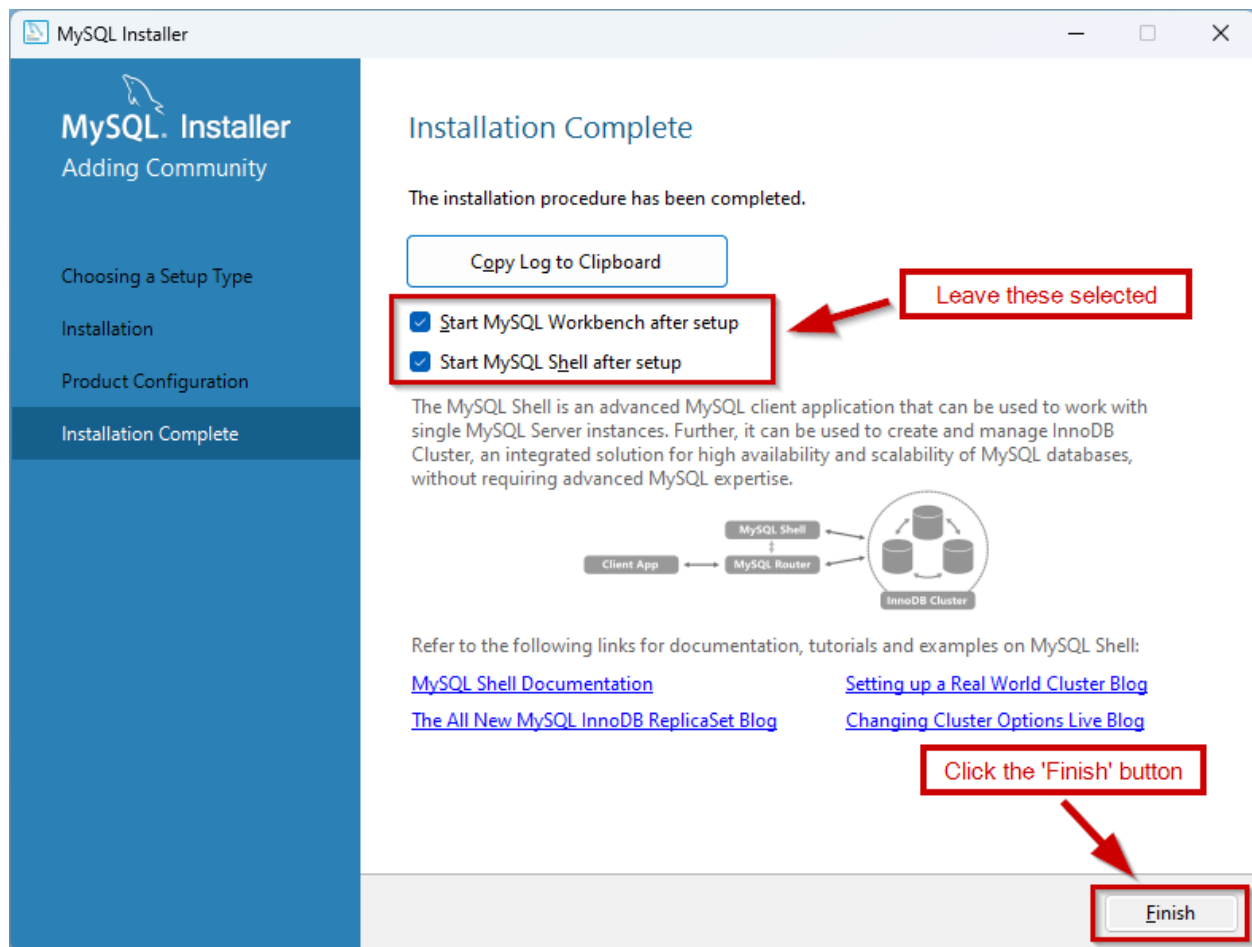 MySQL Installer
MySQL. Installer
Adding Community
Choosing a Setup Type
Installation
Product Configuration
Installation Complete
Installation Complete
The installation procedure has been completed.
Copy Log to Clipboard
Leave these selected
Start MySQL Workbench after setup
Start MySQL Shell after setup
The MySQL Shell is an advanced MySQL client application that can be used to work with
single MySQL Server instances. Further, it can be used to create and manage InnoDB
Cluster, an integrated solution for high availability and scalability of MySQL databases,
without requiring advanced MySQL expertise.
MySQL Shell
Client App
MySQL Router
InnoDB Cluster
Refer to the following links for documentation, tutorials and examples on MySQL Shell:
MySQL Shell Documentation
Setting up a Real World Cluster Blog
The All New MySQL InnoDB ReplicaSet Blog
Changing Cluster Options Live Blog
Click the 'Finish' button
Finish